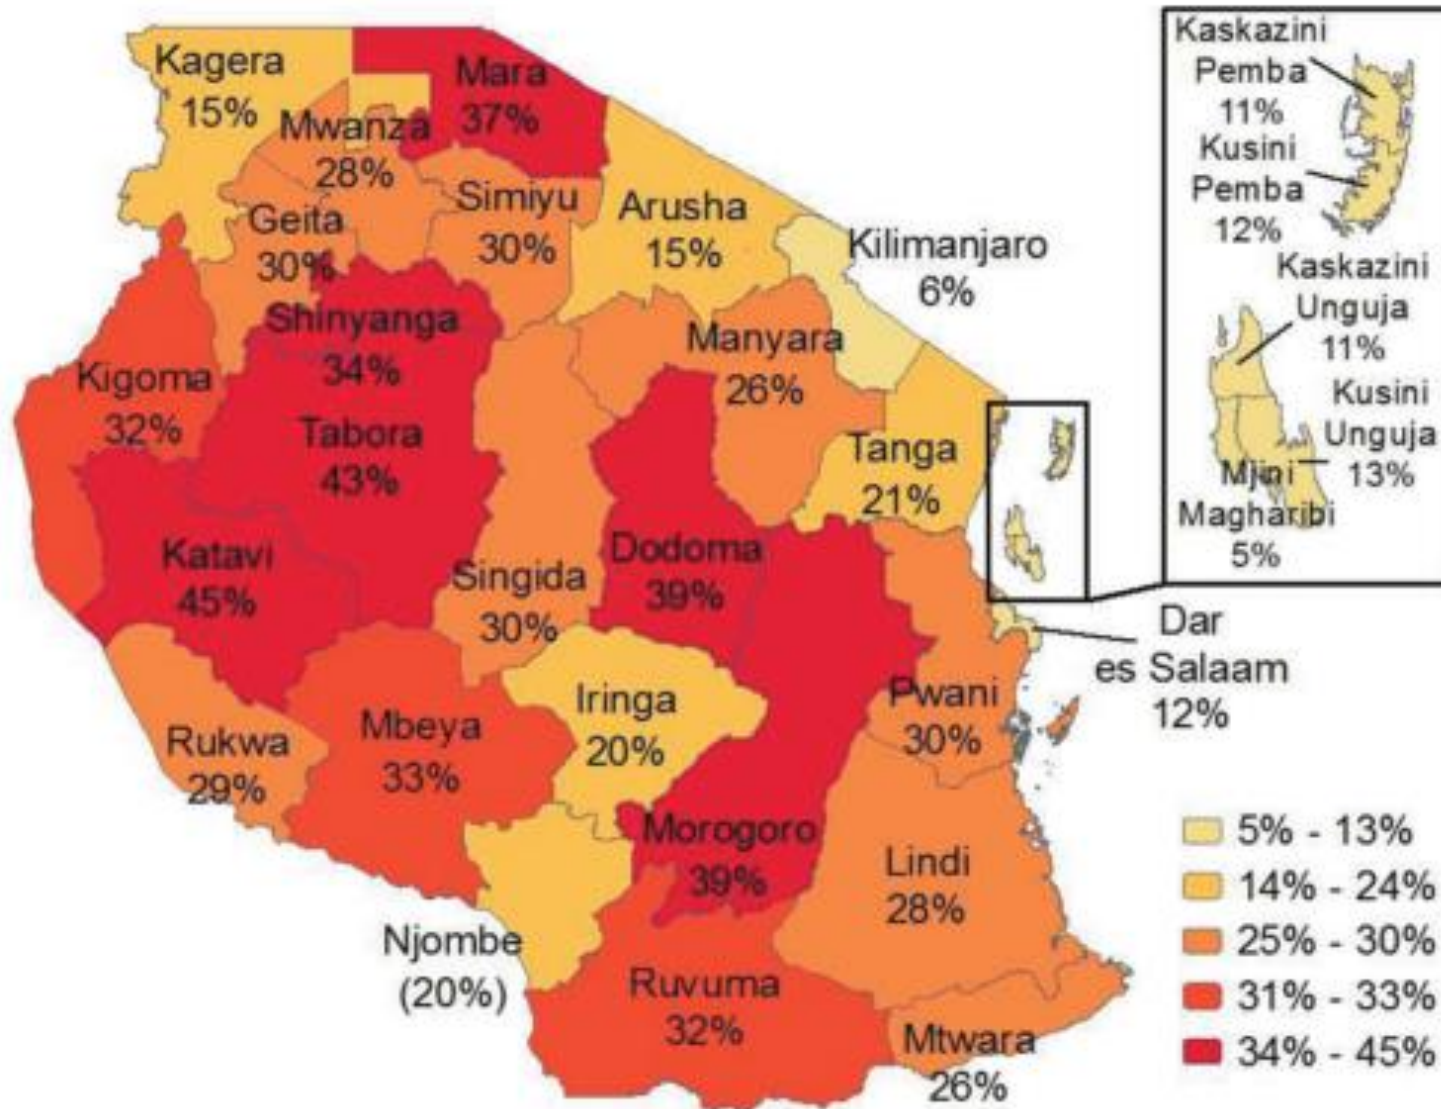 Kagera
15%
Mara
37%
Mwanza
28%
Simiyu
30%
Geita
30%
Arusha
15%
Kilimanjaro
6%
Shinyanga
34%
Manyara
26%
Kigoma
32%
Tabora
43%
Tanga
21%
Katavi
45%
Singida
30%
Dodoma
39%
Dar
es Salaam
12%
Rukwa
29%
Mbeya
33%
Iringa
20%
Pwani
30%
Morogoro
39%
Lindi
28%
Njombe
(20%)
Ruvuma
32%
Mtwara
26%
Kaskazini
Pemba
11%
Kusini
Pemba
12%
Kaskazini
Unguja
11%
Kusini
Unguja
13%
Mjini
Magharibi
5%
5% - 13%
14% - 24%
25% - 30%
31% - 33%
34% - 45%